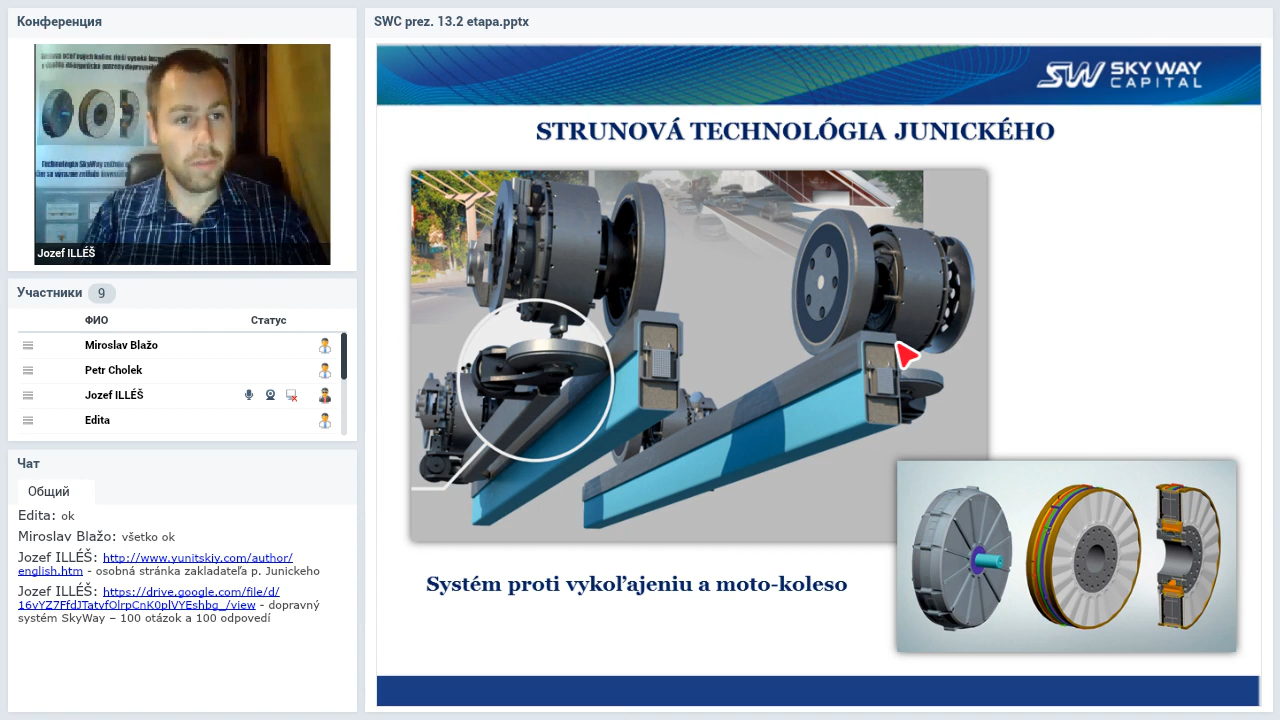 Конференция
Jozef ILLÉŠ
Участники 9
ФИО Статус
Miroslav Blažo
Petr Cholek
Jozef ILLÉŠ
Edita
Чат
Общий
Edita: ok
Miroslav Blažo: všetko ok
Jozef ILLÉŠ: http://www.yunitskiy.com/author/
english.htm - osobná stránka zakladateľa p. Junickeho
Jozef ILLÉŠ: https://drive.google.com/file/d/
16vYZ7FfdJTatvfOlrpCnK0plVYEshbg_/view - dopravný
systém SkyWay – 100 otázok a 100 odpovedí
SWC prez. 13.2 etapa.pptx
SW SKY WAY
CAPITAL
STRUNOVÁ TECHNOLÓGIA JUNICKÉHO
Systém proti vykoľajeniu a moto-koleso